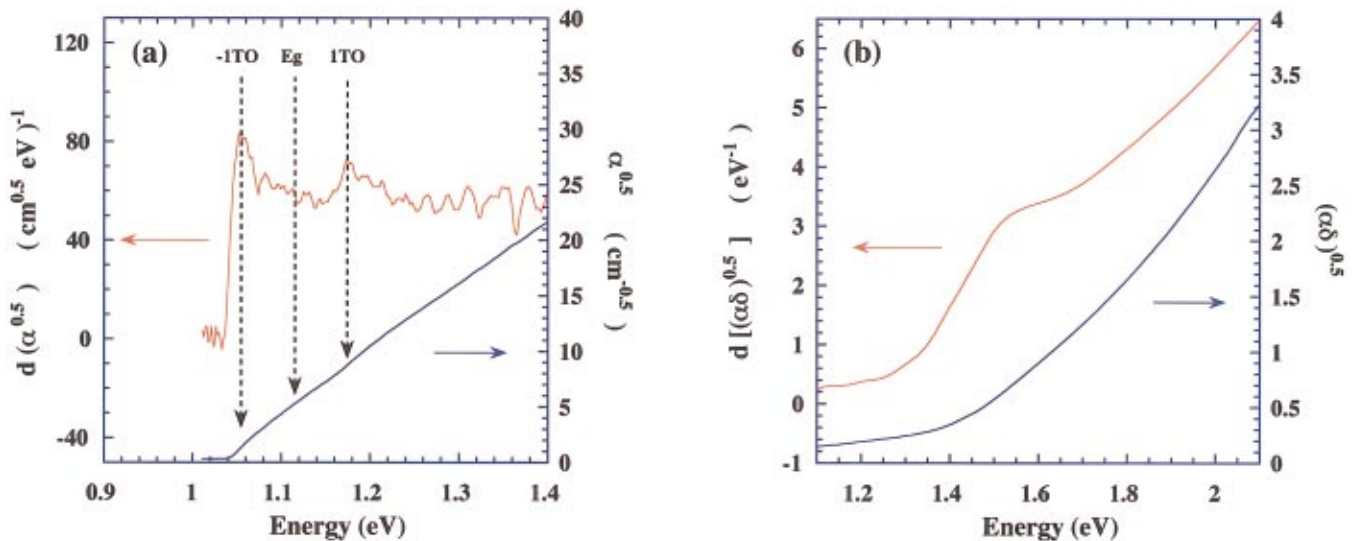 (a)
-1TO Eg 1TO
d (α^0.5) ( cm^0.5 eV )^-1
120
80
40
0
-40
40
35
30
25
20
15
10
5
0
α^0.5 ( cm^-0.5 )
0.9 1 1.1 1.2 1.3 1.4
Energy (eV)
(b)
d [(αδ)^0.5 ] ( eV^-1 )
6
5
4
3
2
1
0
-1
4
3.5
3
2.5
2
1.5
1
0.5
0
(αδ)^0.5
1.2 1.4 1.6 1.8 2
Energy (eV)